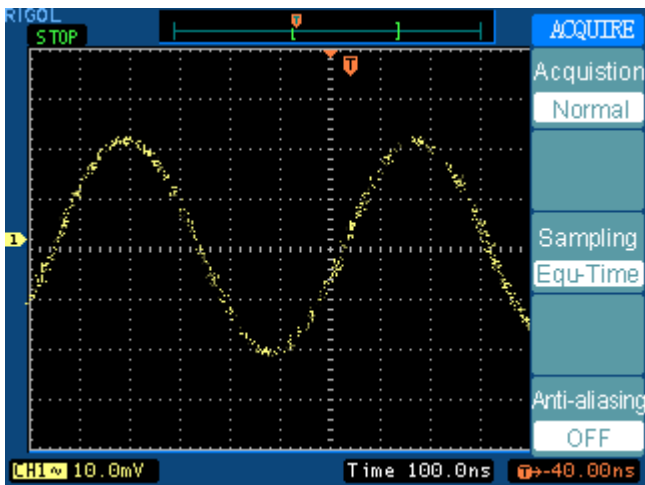 RIGOL
STOP
T
ACQUIRE
T
Acquistion
Normal
1
Sampling
Equ-Time
Anti-aliasing
OFF
CH1~ 10.0mV
Time 100.0ns
T→-40.00ns